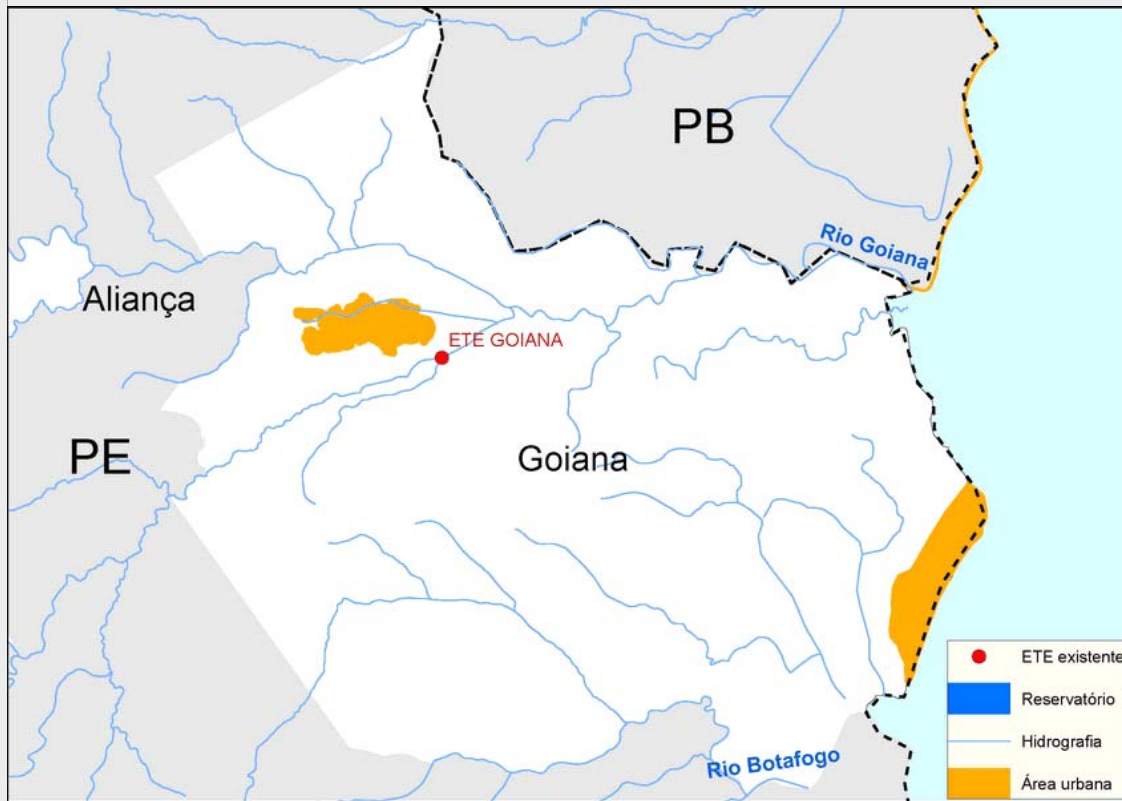 PB
Rio Goiana
Aliança
ETE GOIANA
PE
Goiana
Rio Botafogo
ETE existente
Reservatório
Hidrografia
Área urbana